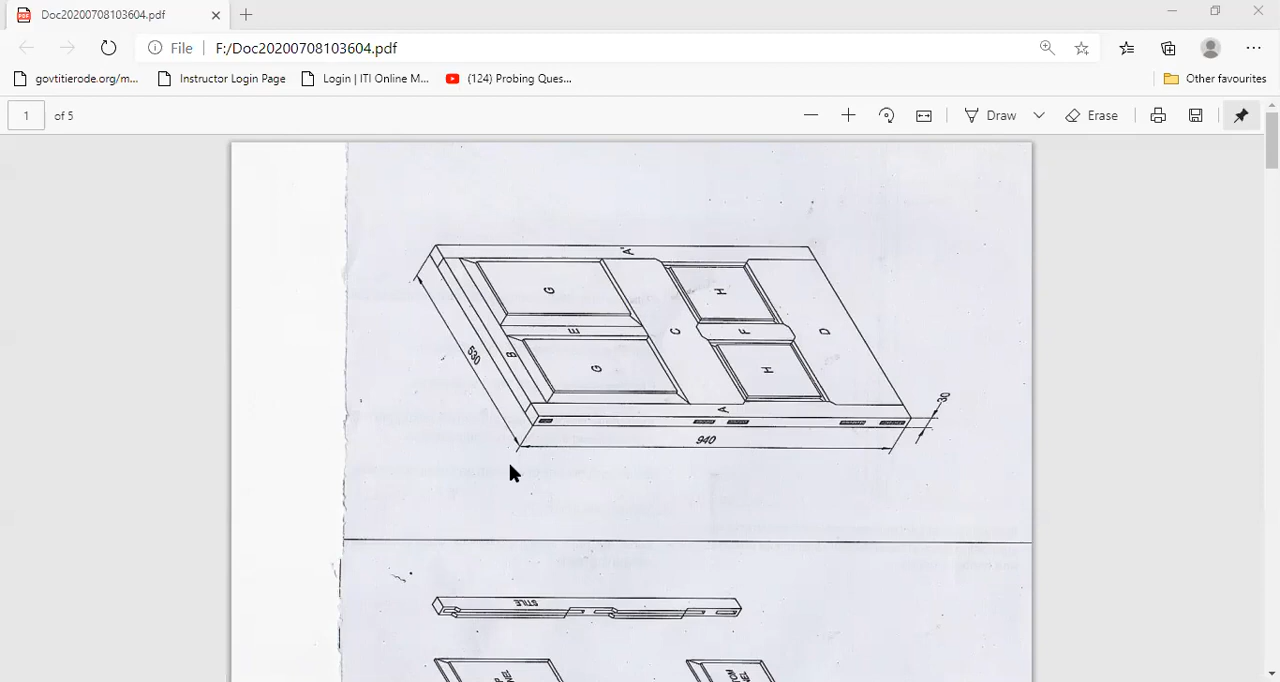 Doc20200708103604.pdf
File F:/Doc20200708103604.pdf
govtitierode.org/m... Instructor Login Page Login | ITI Online M... (124) Probing Ques... Other favourites
1 of 5 Draw Erase
A'
G
H
E
C
F
D
530
B
G
H
A
30
940
STILE